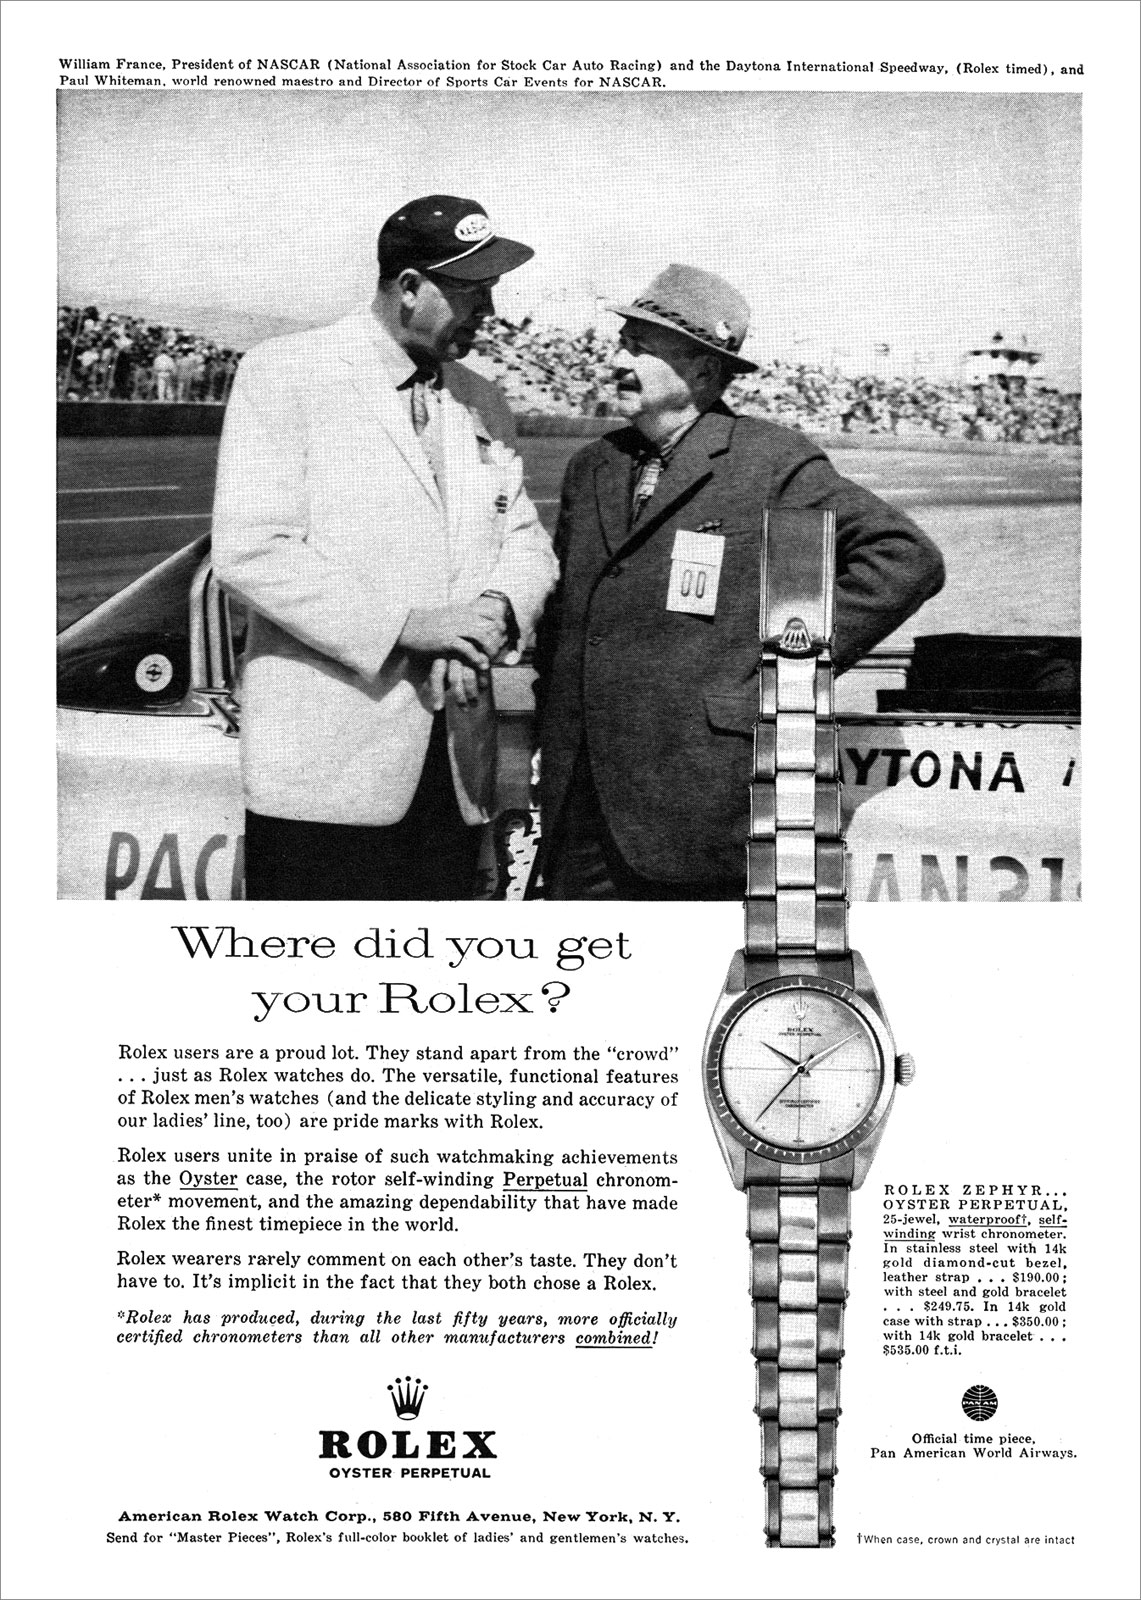 William France, President of NASCAR (National Association for Stock Car Auto Racing) and the Daytona International Speedway, (Rolex timed), and
Paul Whiteman, world renowned maestro and Director of Sports Car Events for NASCAR.
NASCAR
YTONA
PAC
Where did you get
your Rolex?
Rolex users are a proud lot. They stand apart from the “crowd”
. . . just as Rolex watches do. The versatile, functional features
of Rolex men’s watches (and the delicate styling and accuracy of
our ladies’ line, too) are pride marks with Rolex.
Rolex users unite in praise of such watchmaking achievements
as the Oyster case, the rotor self-winding Perpetual chronom-
eter* movement, and the amazing dependability that have made
Rolex the finest timepiece in the world.
Rolex wearers rarely comment on each other’s taste. They don’t
have to. It’s implicit in the fact that they both chose a Rolex.
*Rolex has produced, during the last fifty years, more officially
certified chronometers than all other manufacturers combined!
ROLEX
OYSTER PERPETUAL
American Rolex Watch Corp., 580 Fifth Avenue, New York, N. Y.
Send for “Master Pieces”, Rolex’s full-color booklet of ladies’ and gentlemen’s watches.
ROLEX
OYSTER PERPETUAL
ROLEX ZEPHYR...
OYSTER PERPETUAL,
25-jewel, waterproof†, self-
winding wrist chronometer.
In stainless steel with 14k
gold diamond-cut bezel,
leather strap . . . $190.00;
with steel and gold bracelet
. . . $249.75. In 14k gold
case with strap . . . $350.00;
with 14k gold bracelet . . .
$535.00 f.t.i.
PAN AM
Official time piece,
Pan American World Airways.
†When case, crown and crystal are intact